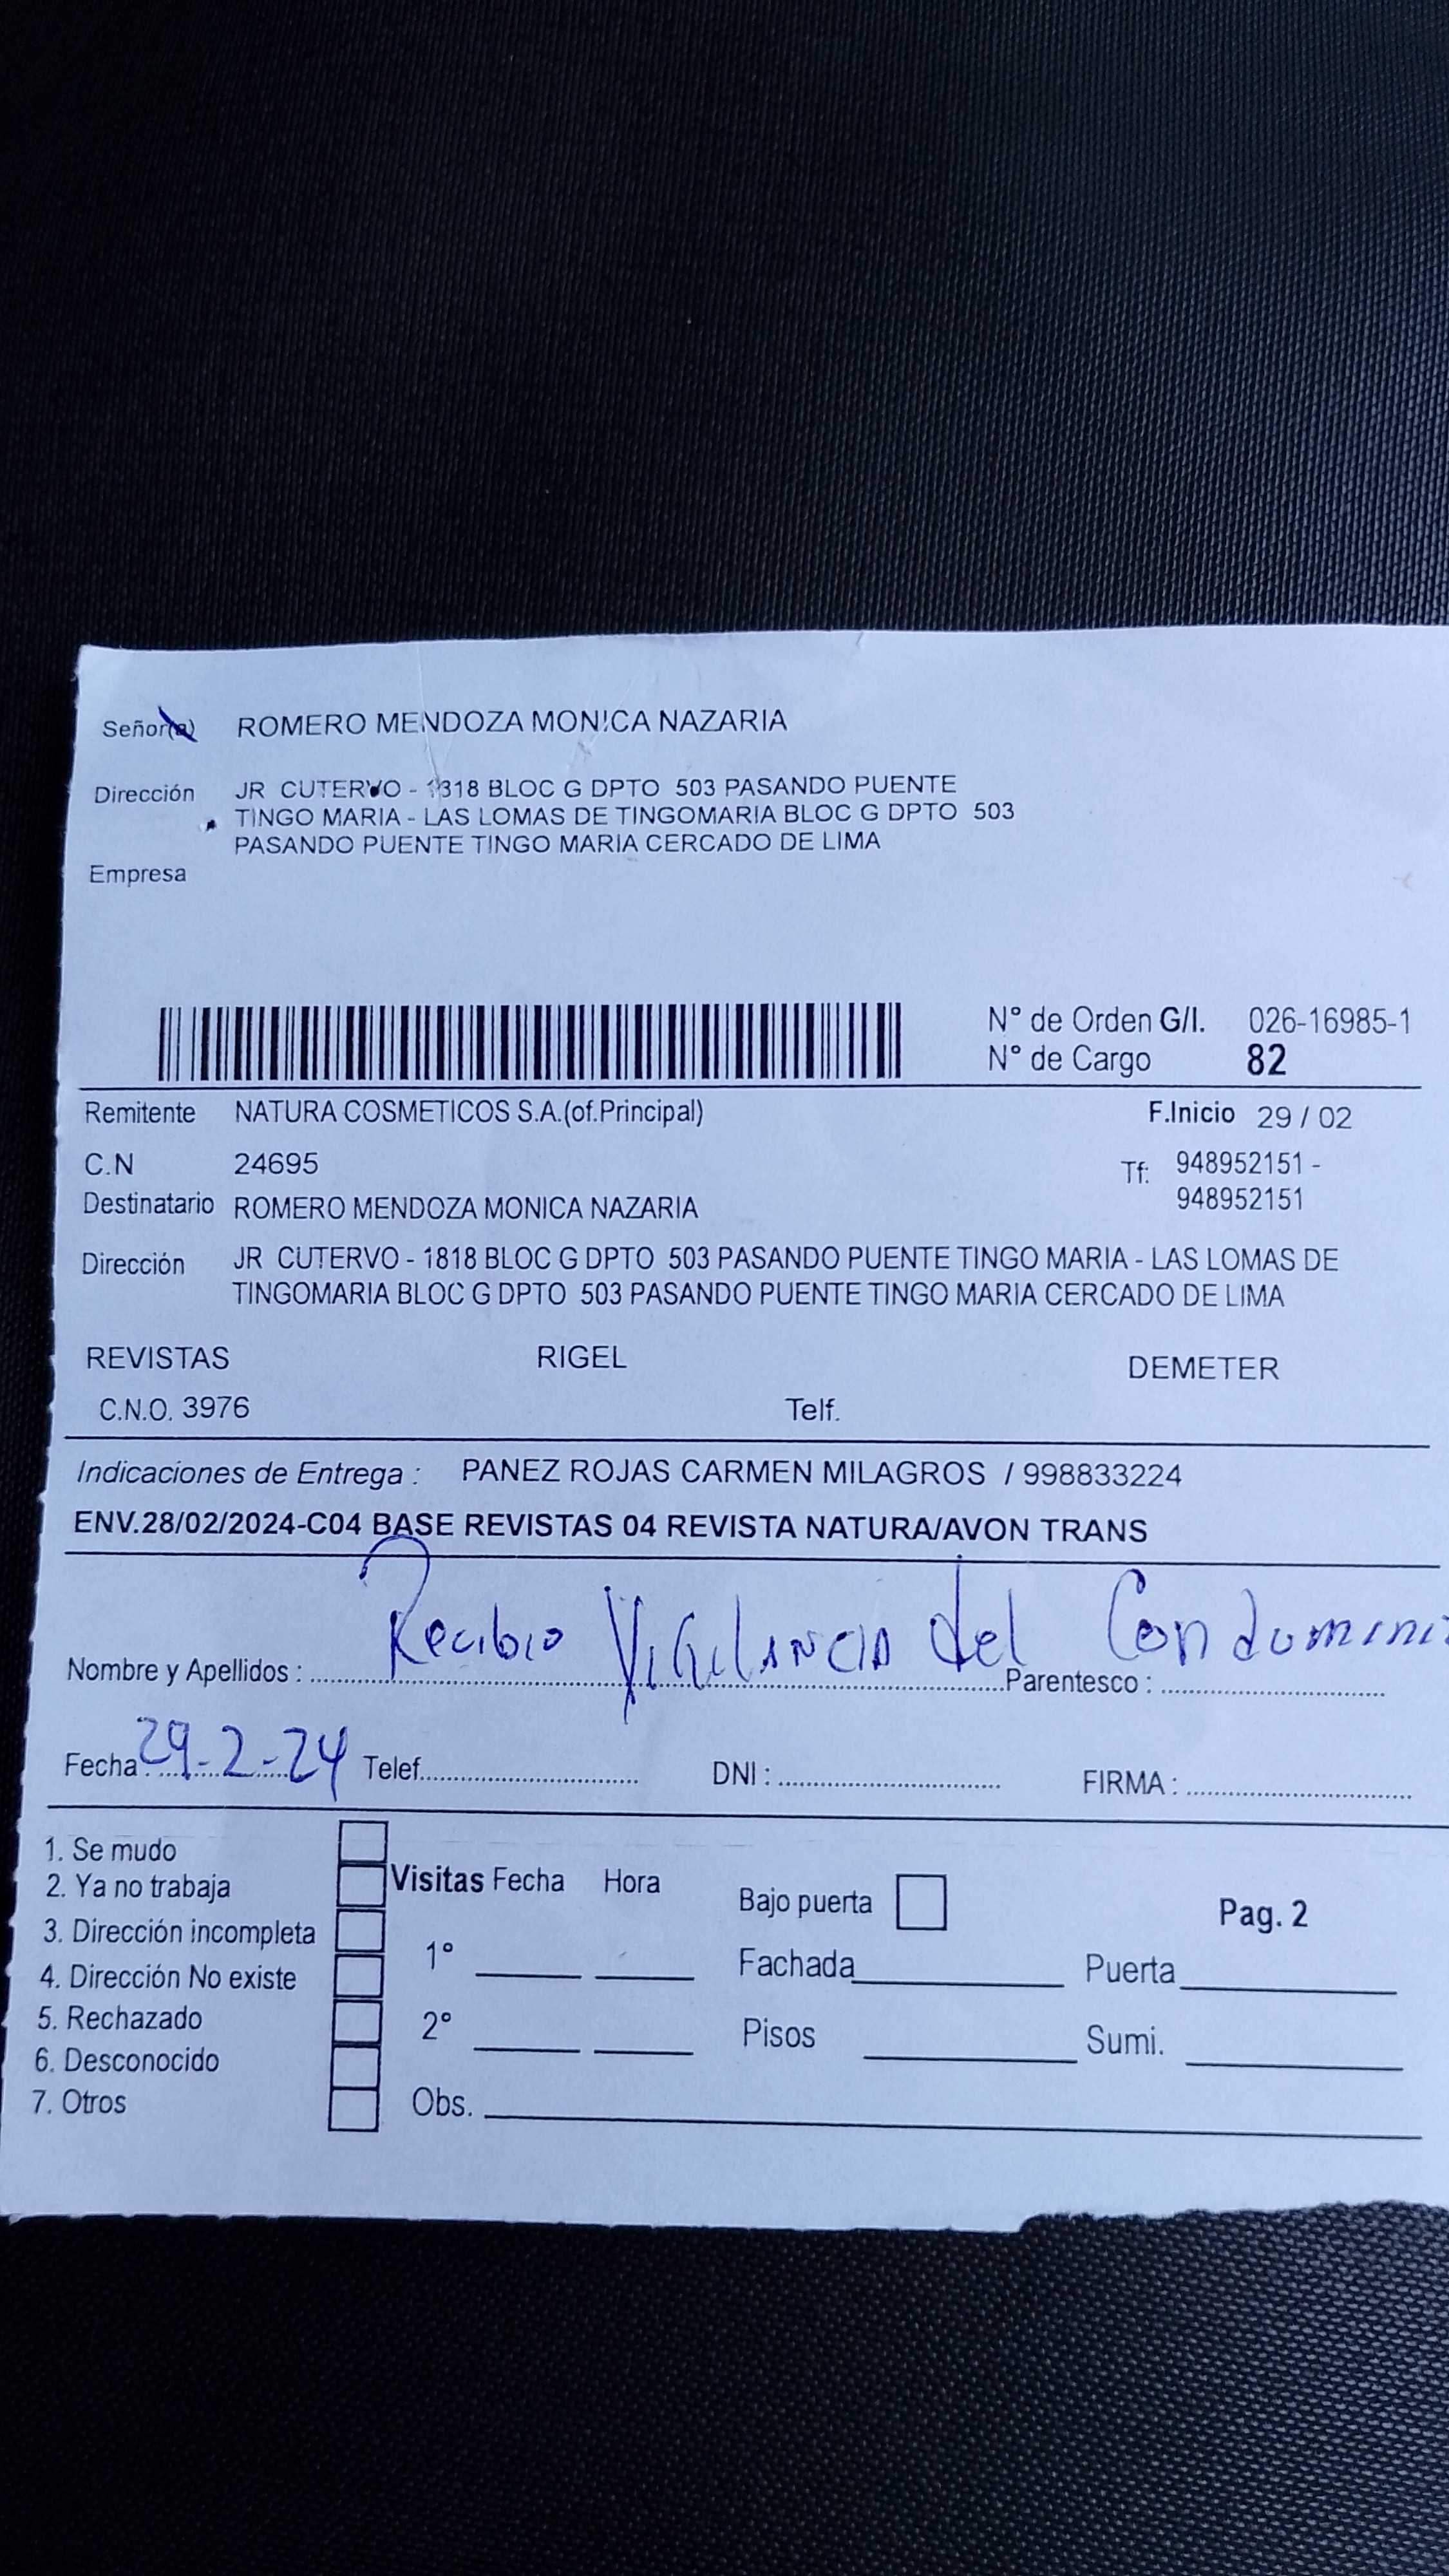 Señor(a) ROMERO MENDOZA MONICA NAZARIA
Dirección JR CUTERVO - 1818 BLOC G DPTO 503 PASANDO PUENTE
TINGO MARIA - LAS LOMAS DE TINGOMARIA BLOC G DPTO 503
PASANDO PUENTE TINGO MARIA CERCADO DE LIMA
Empresa
N° de Orden G/I. 026-16985-1
N° de Cargo 82
Remitente NATURA COSMETICOS S.A.(of.Principal) F.Inicio 29 / 02
C.N 24695 Tf: 948952151 -
948952151
Destinatario ROMERO MENDOZA MONICA NAZARIA
Dirección JR CUTERVO - 1818 BLOC G DPTO 503 PASANDO PUENTE TINGO MARIA - LAS LOMAS DE
TINGOMARIA BLOC G DPTO 503 PASANDO PUENTE TINGO MARIA CERCADO DE LIMA
REVISTAS RIGEL DEMETER
C.N.O. 3976 Telf.
Indicaciones de Entrega : PANEZ ROJAS CARMEN MILAGROS / 998833224
ENV.28/02/2024-C04 BASE REVISTAS 04 REVISTA NATURA/AVON TRANS
Recibio Vigilancia del Condomini
Nombre y Apellidos : Parentesco :
Fecha : 29-2-24 Telef. DNI : FIRMA :
1. Se mudo
2. Ya no trabaja Visitas Fecha Hora Bajo puerta Pag. 2
3. Dirección incompleta 1° Fachada Puerta
4. Dirección No existe
5. Rechazado 2° Pisos Sumi.
6. Desconocido
7. Otros Obs.